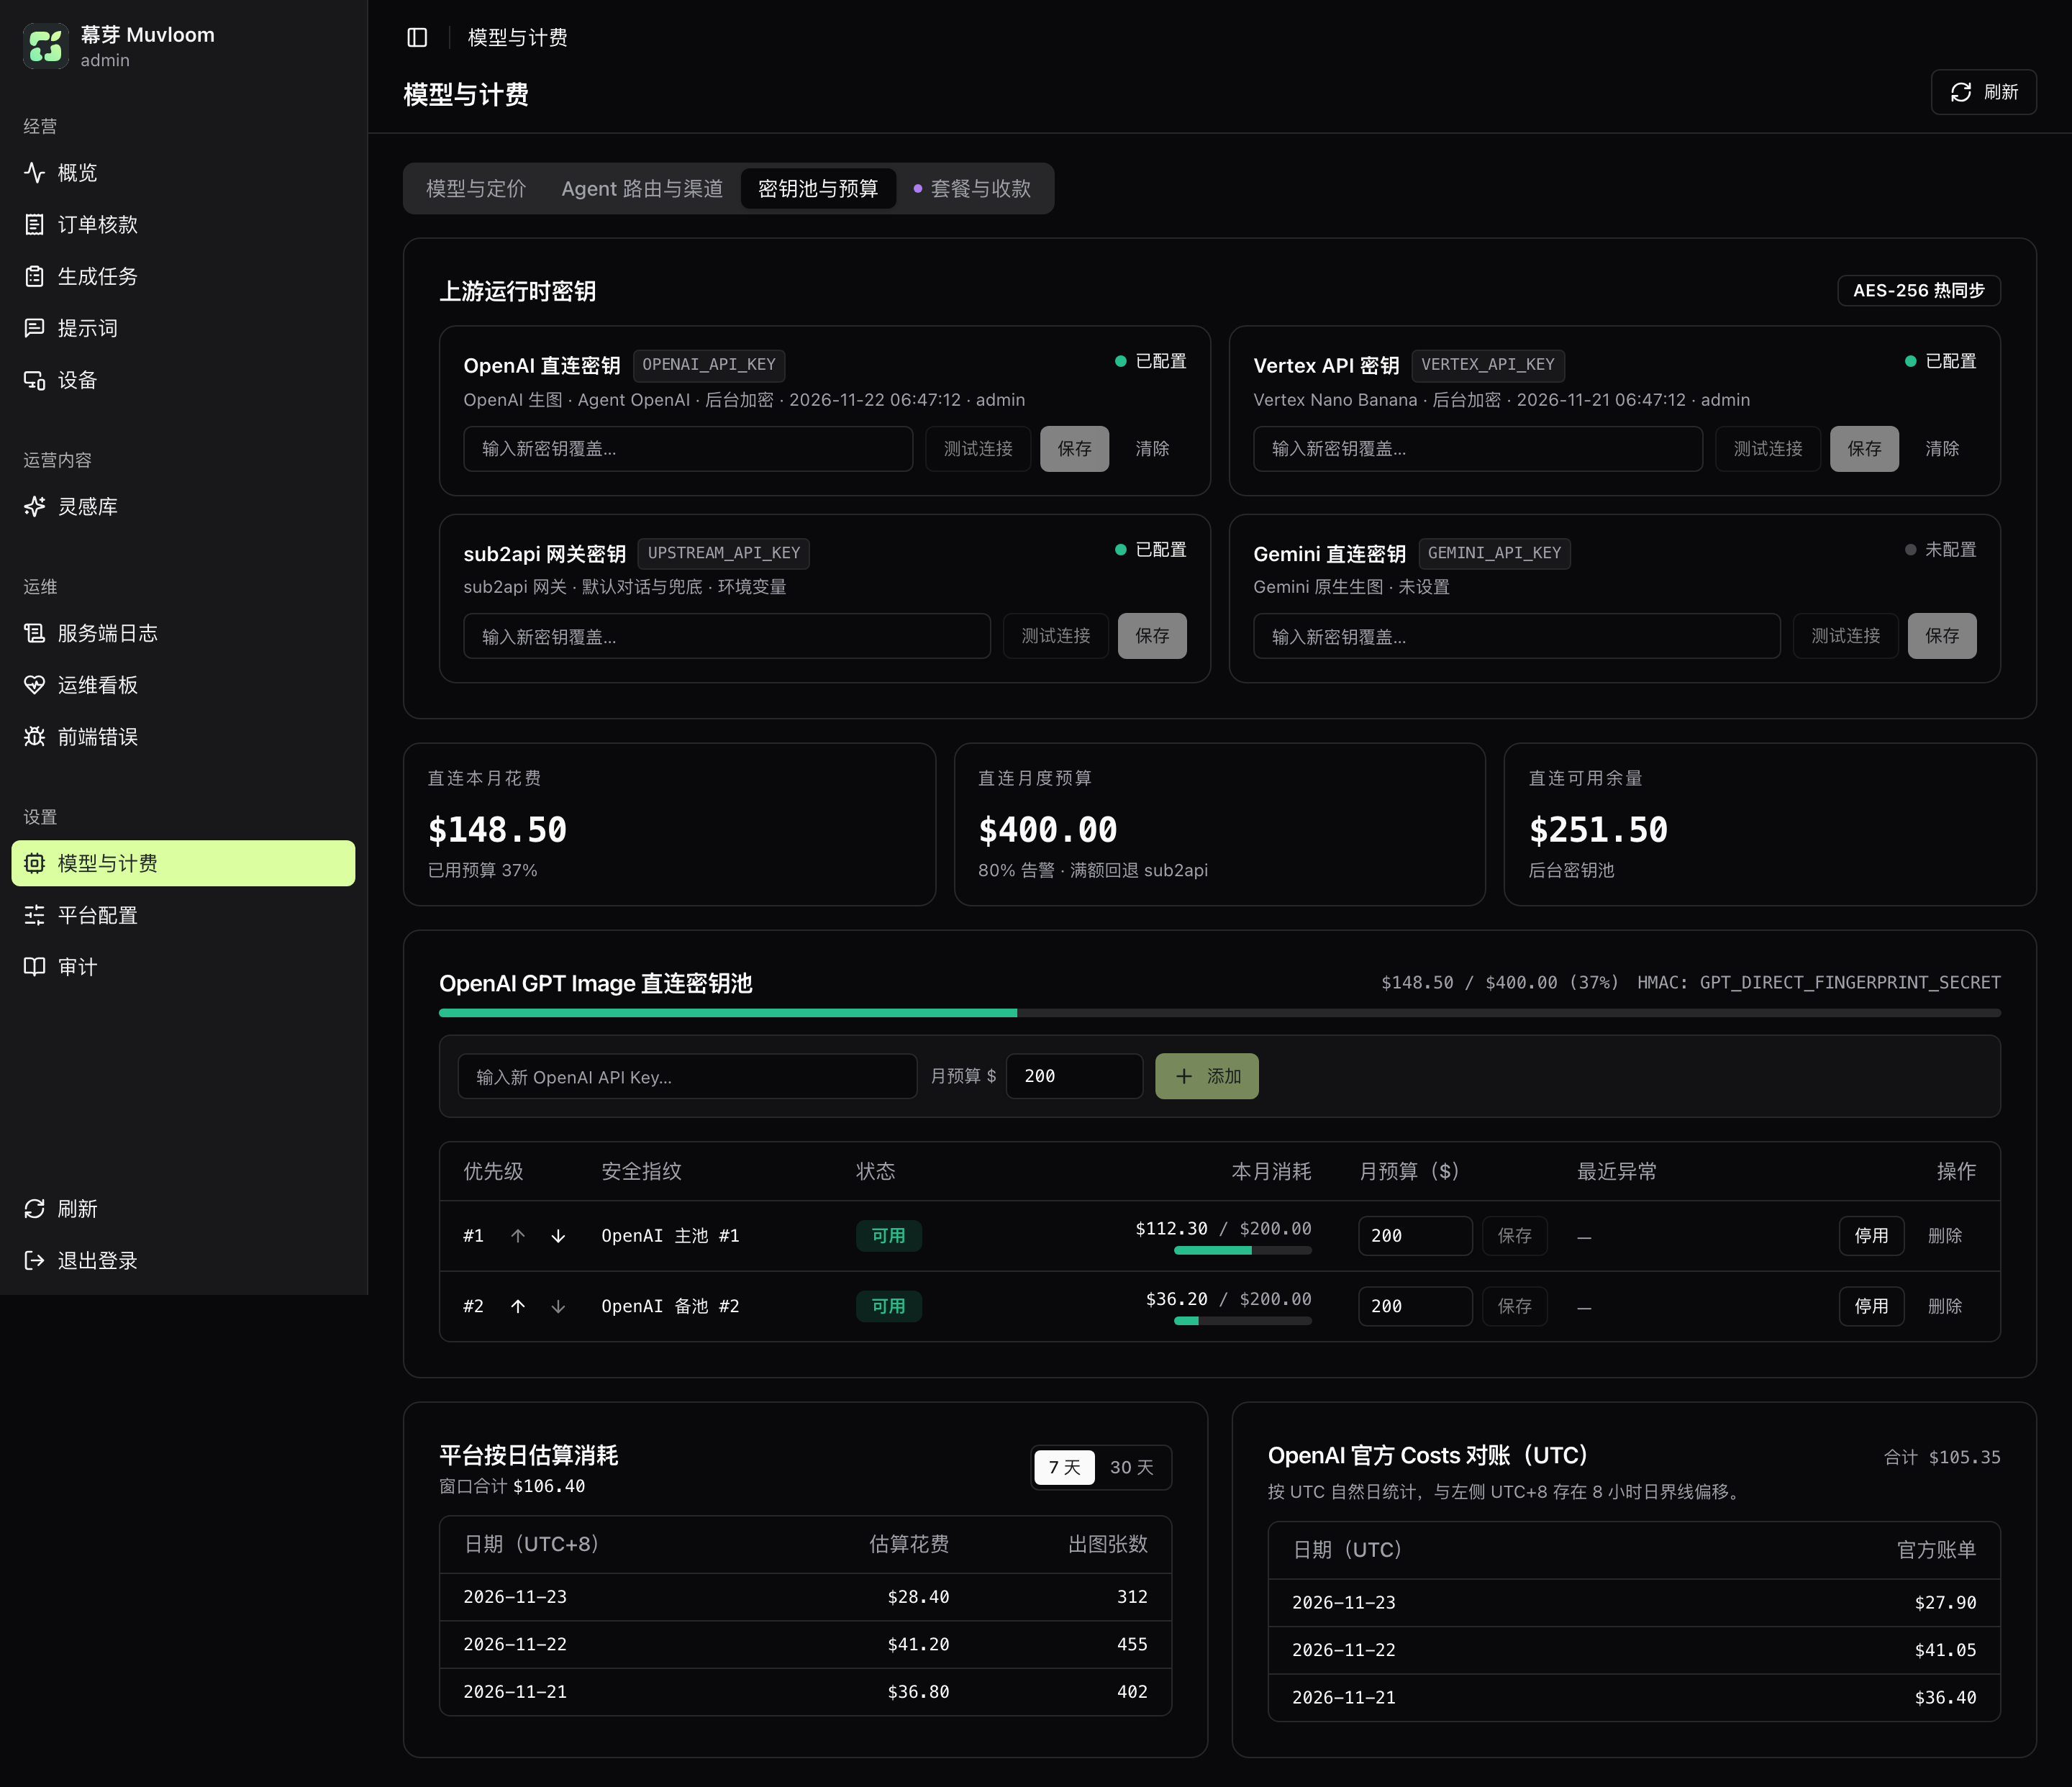 幕芽 Muvloom
admin
经营
概览
订单核款
生成任务
提示词
设备
运营内容
灵感库
运维
服务端日志
运维看板
前端错误
设置
模型与计费
平台配置
审计
刷新
退出登录
模型与计费
模型与计费
刷新
模型与定价 Agent 路由与渠道 密钥池与预算 套餐与收款
上游运行时密钥 AES-256 热同步
OpenAI 直连密钥 OPENAI_API_KEY 已配置
OpenAI 生图 · Agent OpenAI · 后台加密 · 2026-11-22 06:47:12 · admin
输入新密钥覆盖... 测试连接 保存 清除
Vertex API 密钥 VERTEX_API_KEY 已配置
Vertex Nano Banana · 后台加密 · 2026-11-21 06:47:12 · admin
输入新密钥覆盖... 测试连接 保存 清除
sub2api 网关密钥 UPSTREAM_API_KEY 已配置
sub2api 网关 · 默认对话与兜底 · 环境变量
输入新密钥覆盖... 测试连接 保存
Gemini 直连密钥 GEMINI_API_KEY 未配置
Gemini 原生生图 · 未设置
输入新密钥覆盖... 测试连接 保存
直连本月花费
$148.50
已用预算 37%
直连月度预算
$400.00
80% 告警 · 满额回退 sub2api
直连可用余量
$251.50
后台密钥池
OpenAI GPT Image 直连密钥池 $148.50 / $400.00 (37%) HMAC: GPT_DIRECT_FINGERPRINT_SECRET
输入新 OpenAI API Key... 月预算 $ 200 + 添加
优先级 安全指纹 状态 本月消耗 月预算（$） 最近异常 操作
#1 ↑ ↓ OpenAI 主池 #1 可用 $112.30 / $200.00 200 保存 — 停用 删除
#2 ↑ ↓ OpenAI 备池 #2 可用 $36.20 / $200.00 200 保存 — 停用 删除
平台按日估算消耗
窗口合计 $106.40
7 天 30 天
日期（UTC+8） 估算花费 出图张数
2026-11-23 $28.40 312
2026-11-22 $41.20 455
2026-11-21 $36.80 402
OpenAI 官方 Costs 对账（UTC） 合计 $105.35
按 UTC 自然日统计，与左侧 UTC+8 存在 8 小时日界线偏移。
日期（UTC） 官方账单
2026-11-23 $27.90
2026-11-22 $41.05
2026-11-21 $36.40